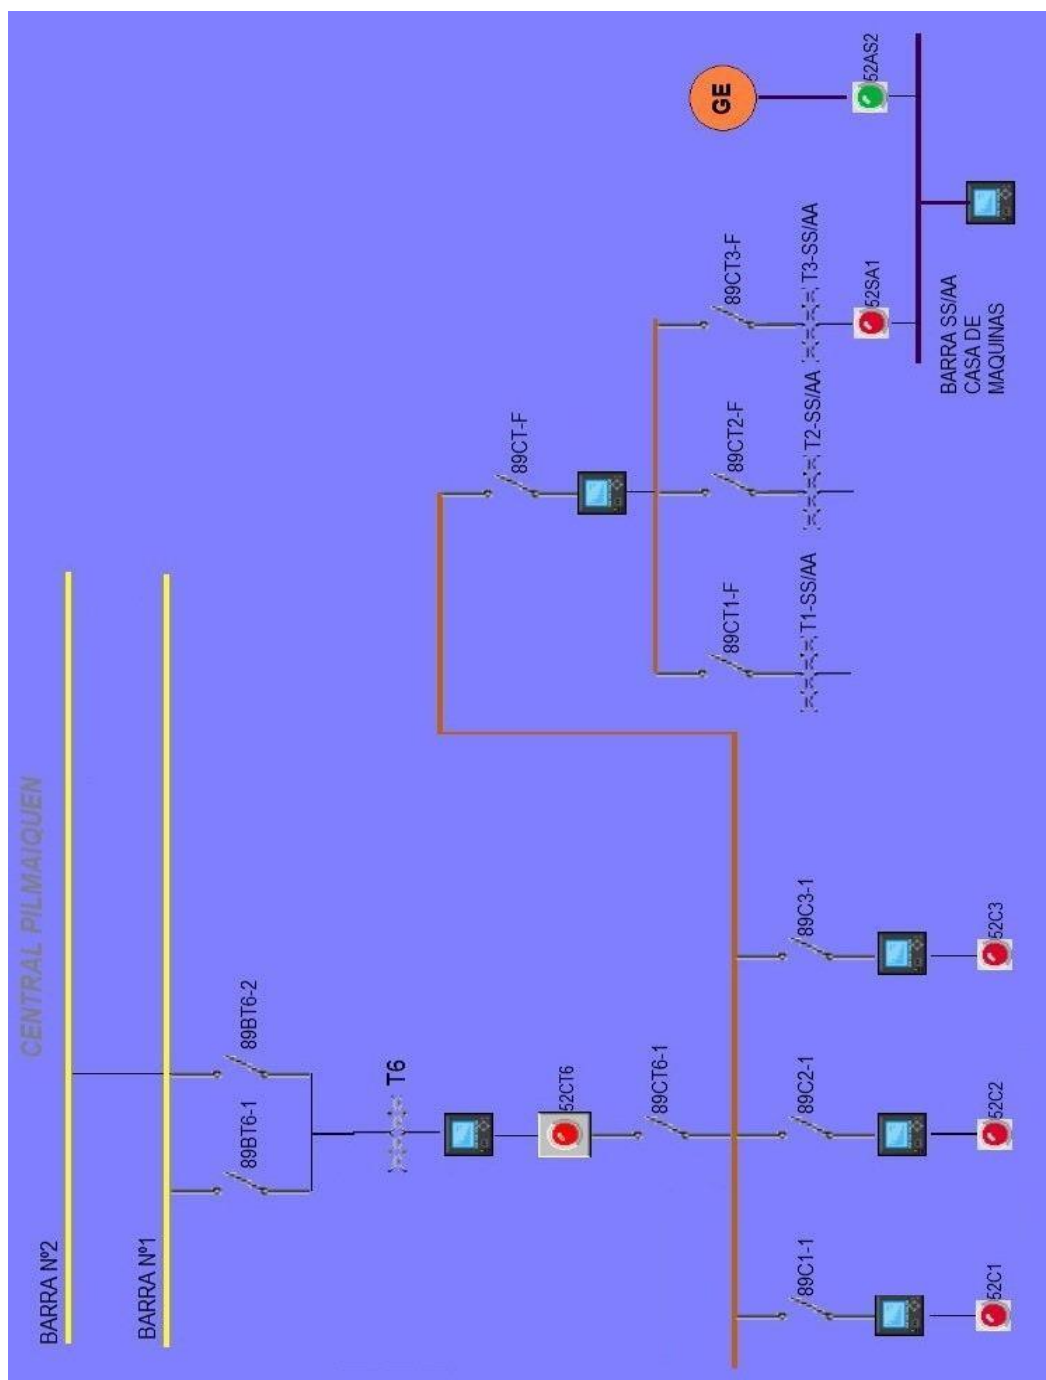 CENTRAL PILMAIQUEN
BARRA Nº2
BARRA Nº1
89BT6-1
89BT6-2
T6
52CT6
89CT6-1
89C1-1
89C2-1
89C3-1
52C1
52C2
52C3
89CT-F
89CT1-F
89CT2-F
89CT3-F
T1-SS/AA
T2-SS/AA
T3-SS/AA
52SA1
GE
52AS2
BARRA SS/AA
CASA DE
MAQUINAS